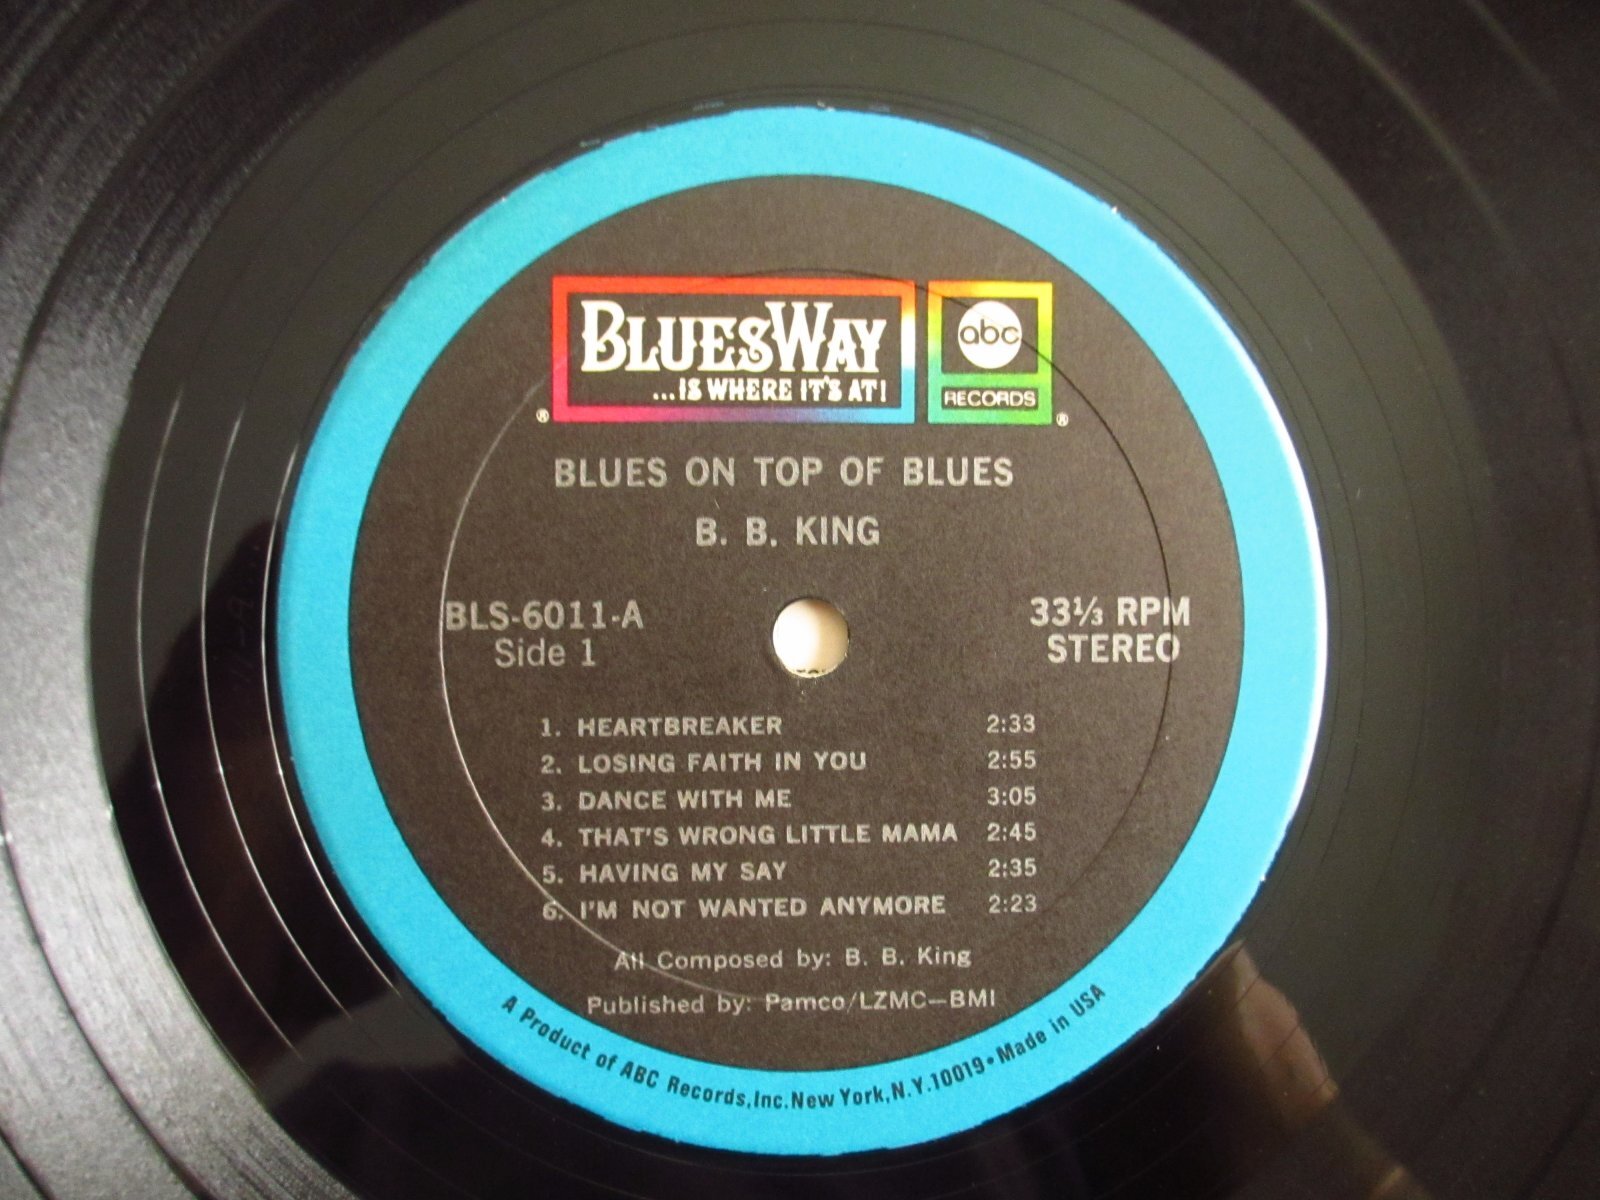 BLUESWAY
...IS WHERE IT'S AT!
®
abc
RECORDS
®
BLUES ON TOP OF BLUES
B. B. KING
BLS-6011-A
Side 1
33⅓ RPM
STEREO
1. HEARTBREAKER 2:33
2. LOSING FAITH IN YOU 2:55
3. DANCE WITH ME 3:05
4. THAT'S WRONG LITTLE MAMA 2:45
5. HAVING MY SAY 2:35
6. I'M NOT WANTED ANYMORE 2:23
All Composed by: B. B. King
Published by: Pamco/LZMC—BMI
A Product of ABC Records, Inc. New York, N.Y. 10019 • Made in USA